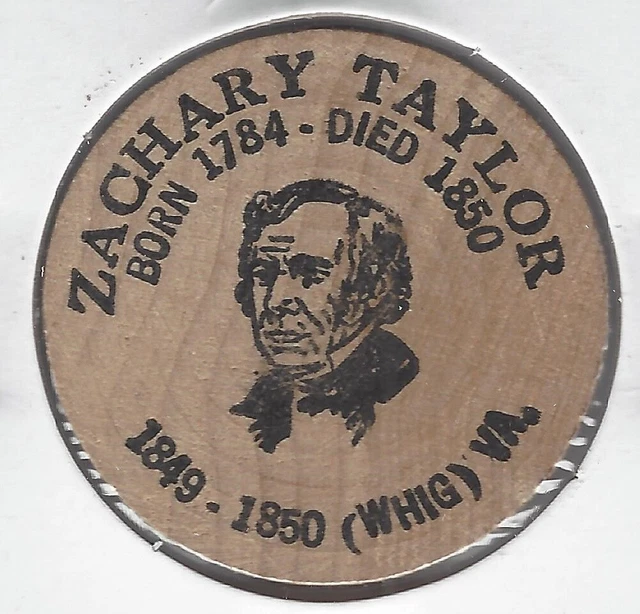 ZACHARY TAYLOR
BORN 1784 - DIED 1850
1849 - 1850 (WHIG) VA.